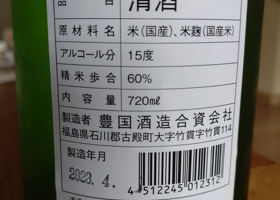 品目 清酒
原材料名 米(国産)、米麹(国産米)
アルコール分 15度
精米歩合 60%
内容量 720mℓ
製造者 豊国酒造合資会社
福島県石川郡古殿町大字竹貫字竹貫114
製造年月
2023.4.
4512245012312